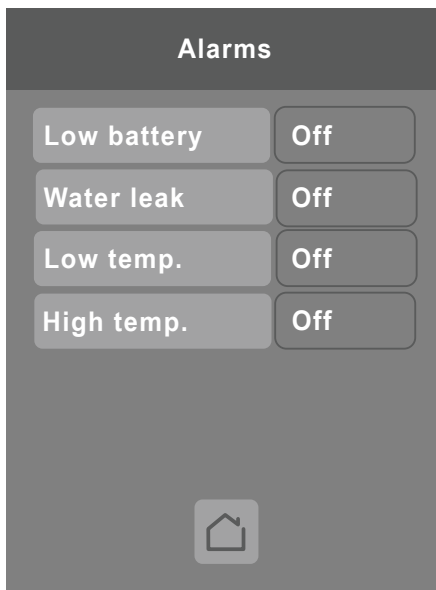 Alarms
Low battery Off
Water leak Off
Low temp. Off
High temp. Off